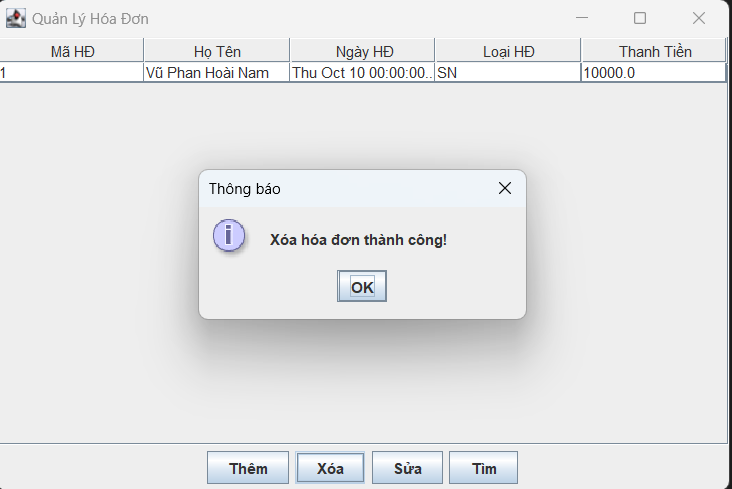 Quản Lý Hóa Đơn
Mã HĐ Họ Tên Ngày HĐ Loại HĐ Thanh Tiền
1 Vũ Phan Hoài Nam Thu Oct 10 00:00:00... SN 10000.0
Thông báo
i
Xóa hóa đơn thành công!
OK
Thêm Xóa Sửa Tìm